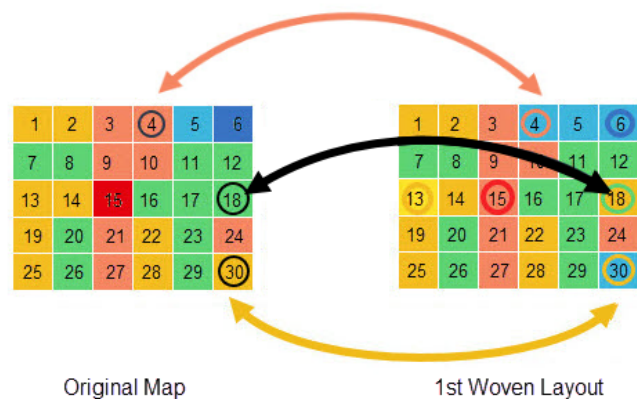 1 2 3 4 5 6 1 2 3 4 5 6
7 8 9 10 11 12 7 8 9 10 11 12
13 14 15 16 17 18 13 14 15 16 17 18
19 20 21 22 23 24 19 20 21 22 23 24
25 26 27 28 29 30 25 26 27 28 29 30
Original Map 1st Woven Layout